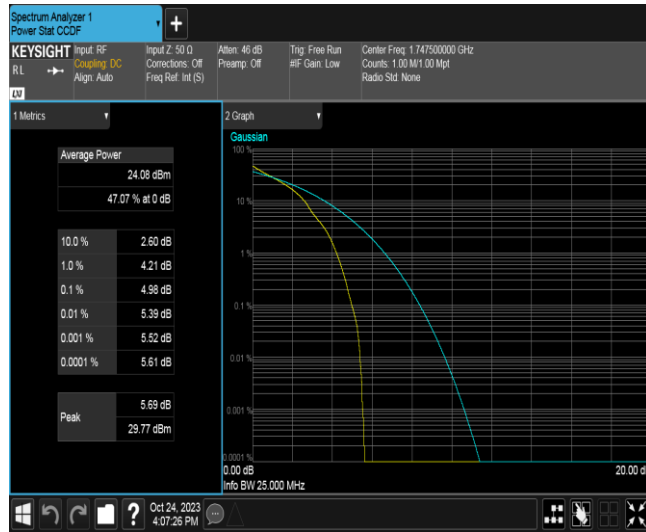 Spectrum Analyzer 1
Power Stat CCDF
+
KEYSIGHT
RL
LXI
Input: RF
Coupling: DC
Align: Auto
Input Z: 50 Ω
Corrections: Off
Freq Ref: Int (S)
Atten: 46 dB
Preamp: Off
Trig: Free Run
#IF Gain: Low
Center Freq: 1.747500000 GHz
Counts: 1.00 M/1.00 Mpt
Radio Std: None
1 Metrics
Average Power
24.08 dBm
47.07 % at 0 dB
10.0 % 2.60 dB
1.0 % 4.21 dB
0.1 % 4.98 dB
0.01 % 5.39 dB
0.001 % 5.52 dB
0.0001 % 5.61 dB
Peak
5.69 dB
29.77 dBm
2 Graph
Gaussian
100 %
10 %
1 %
0.1 %
0.01 %
0.001 %
0.0001 %
0.00 dB
20.00 d
Info BW 25.000 MHz
?
Oct 24, 2023
4:07:26 PM